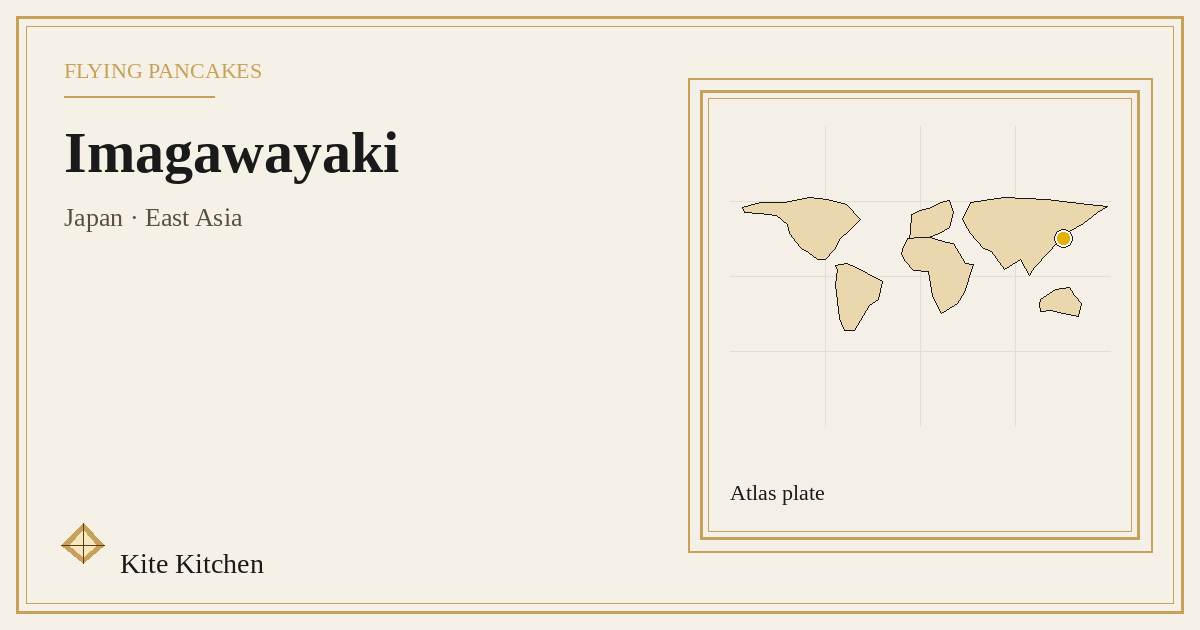 FLYING PANCAKES
Imagawayaki
Japan · East Asia
Atlas plate
Kite Kitchen